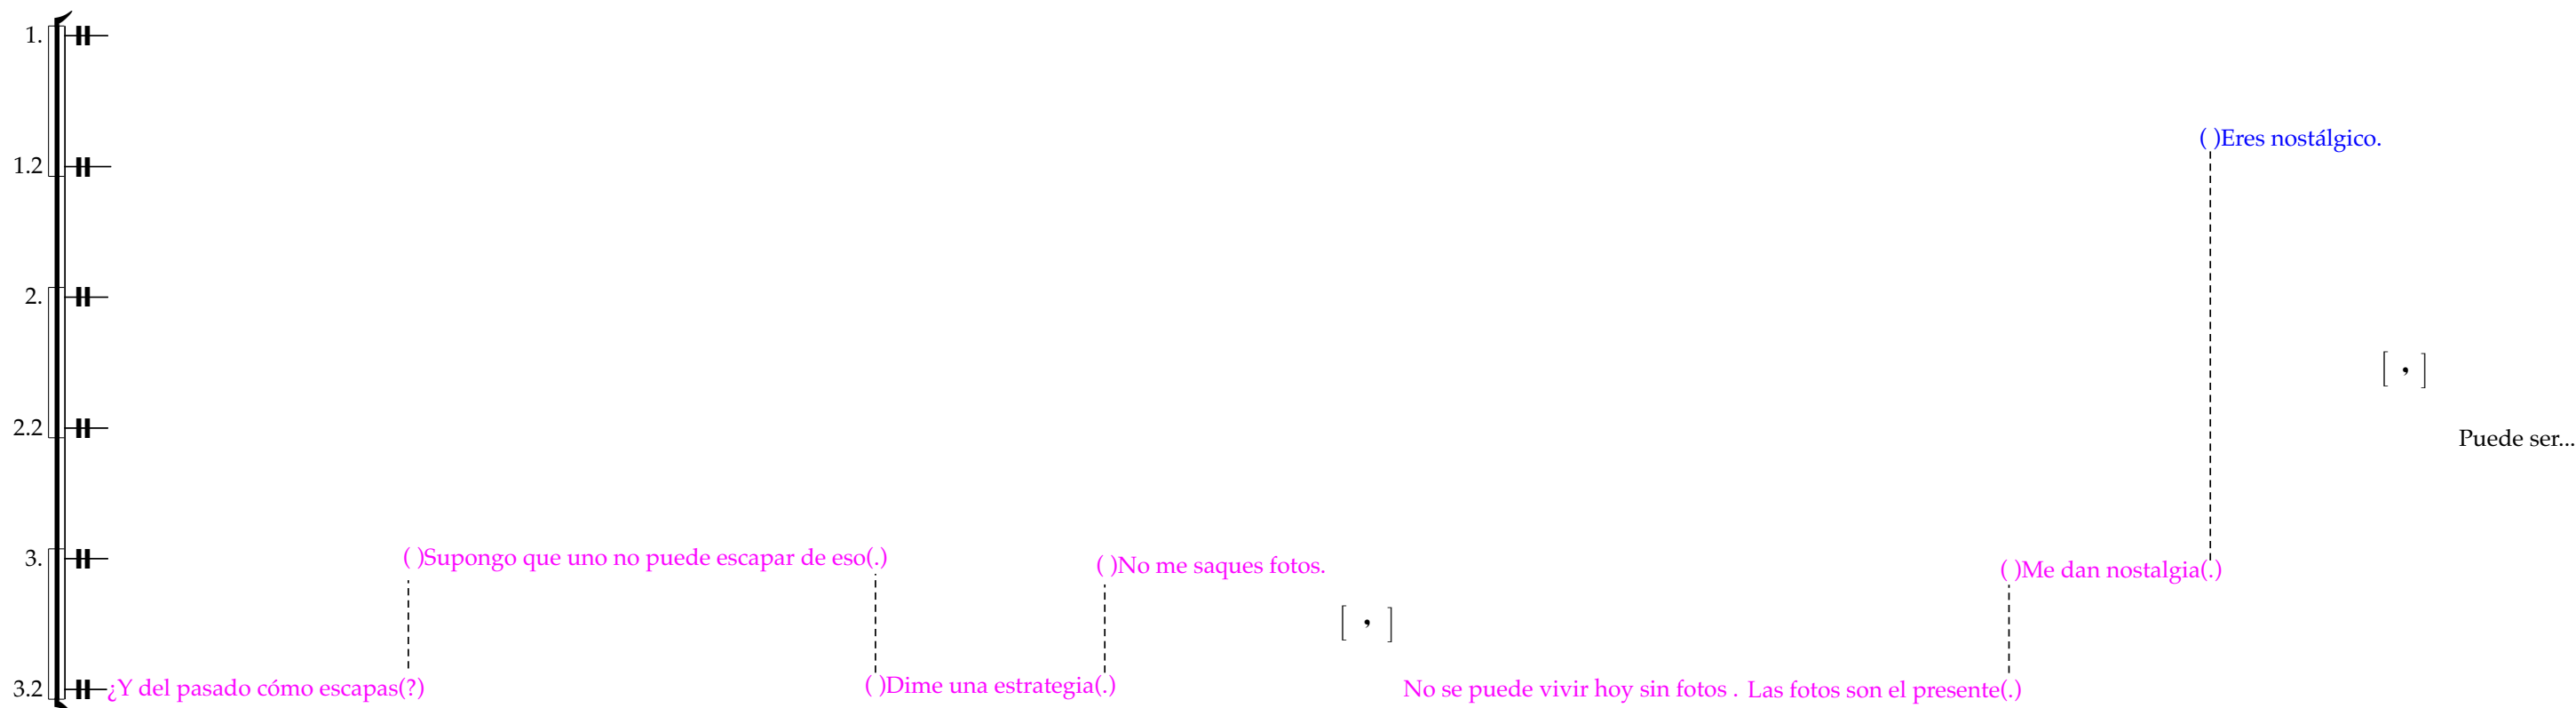 1.
( )Eres nostálgico.
1.2
2.
[ , ]
2.2
Puede ser...
3.
( )Supongo que uno no puede escapar de eso(.)
( )No me saques fotos.
( )Me dan nostalgia(.)
[ , ]
3.2
¿Y del pasado cómo escapas(?)
( )Dime una estrategia(.)
No se puede vivir hoy sin fotos . Las fotos son el presente(.)